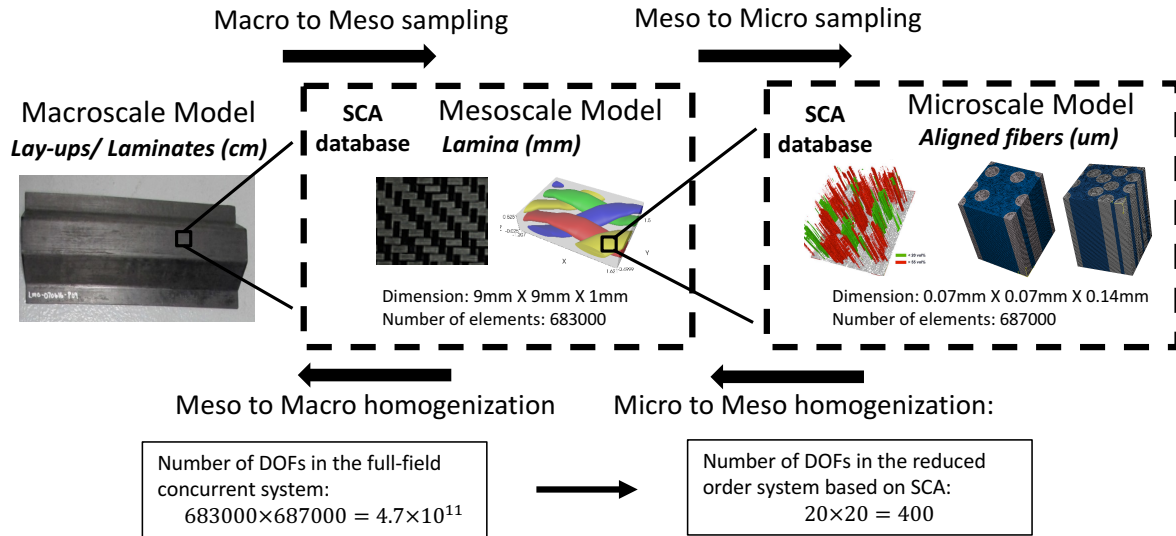 Macro to Meso sampling
Meso to Micro sampling
Macroscale Model
Lay-ups/ Laminates (cm)
SCA
database
Mesoscale Model
Lamina (mm)
X
Y
1.5
Dimension: 9mm X 9mm X 1mm
Number of elements: 683000
SCA
database
Microscale Model
Aligned fibers (um)
Dimension: 0.07mm X 0.07mm X 0.14mm
Number of elements: 687000
Meso to Macro homogenization
Micro to Meso homogenization:
Number of DOFs in the full-field
concurrent system:
683000×687000 = 4.7×10¹¹
Number of DOFs in the reduced
order system based on SCA:
20×20 = 400